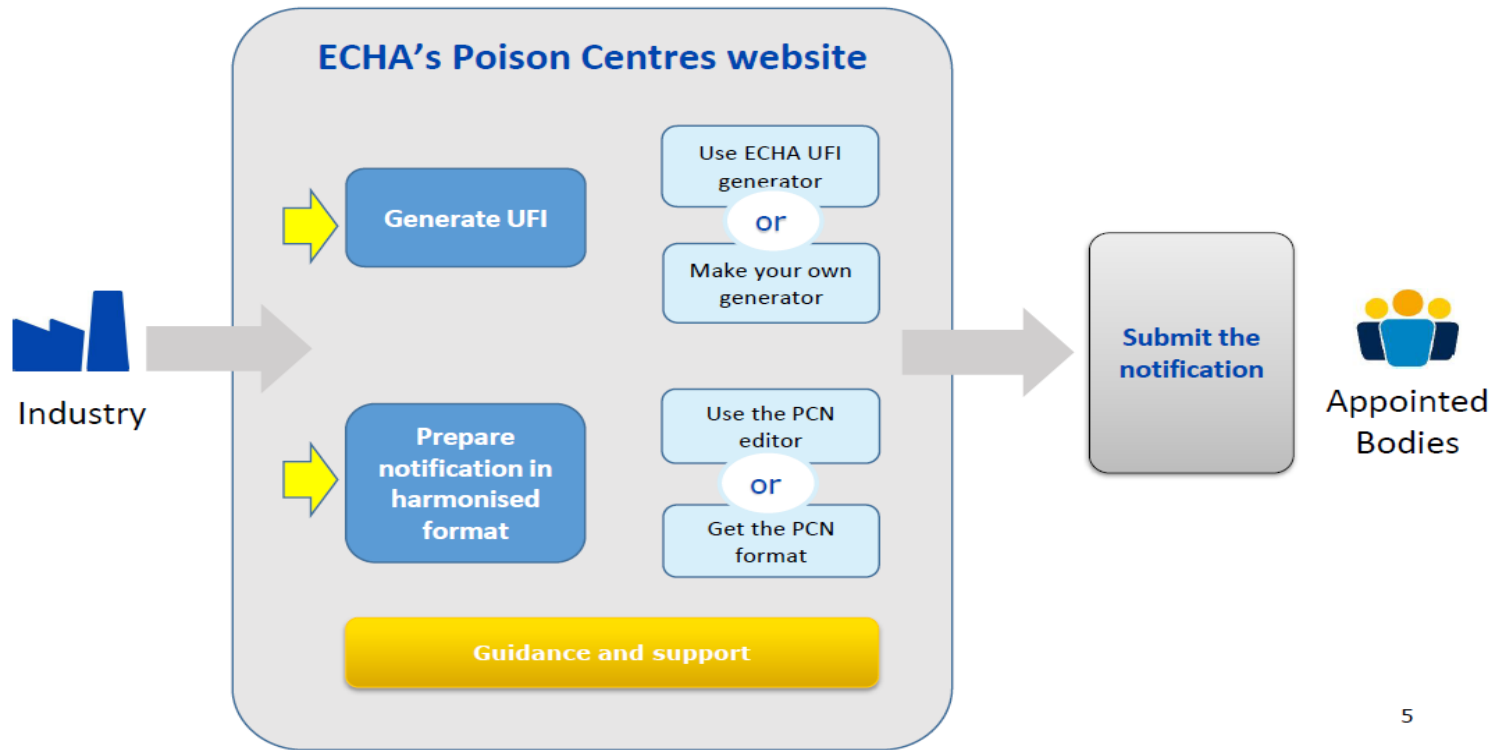 ECHA’s Poison Centres website
Industry
Generate UFI
Use ECHA UFI
generator
or
Make your own
generator
Prepare
notification in
harmonised
format
Use the PCN
editor
or
Get the PCN
format
Guidance and support
Submit the
notification
Appointed
Bodies
5